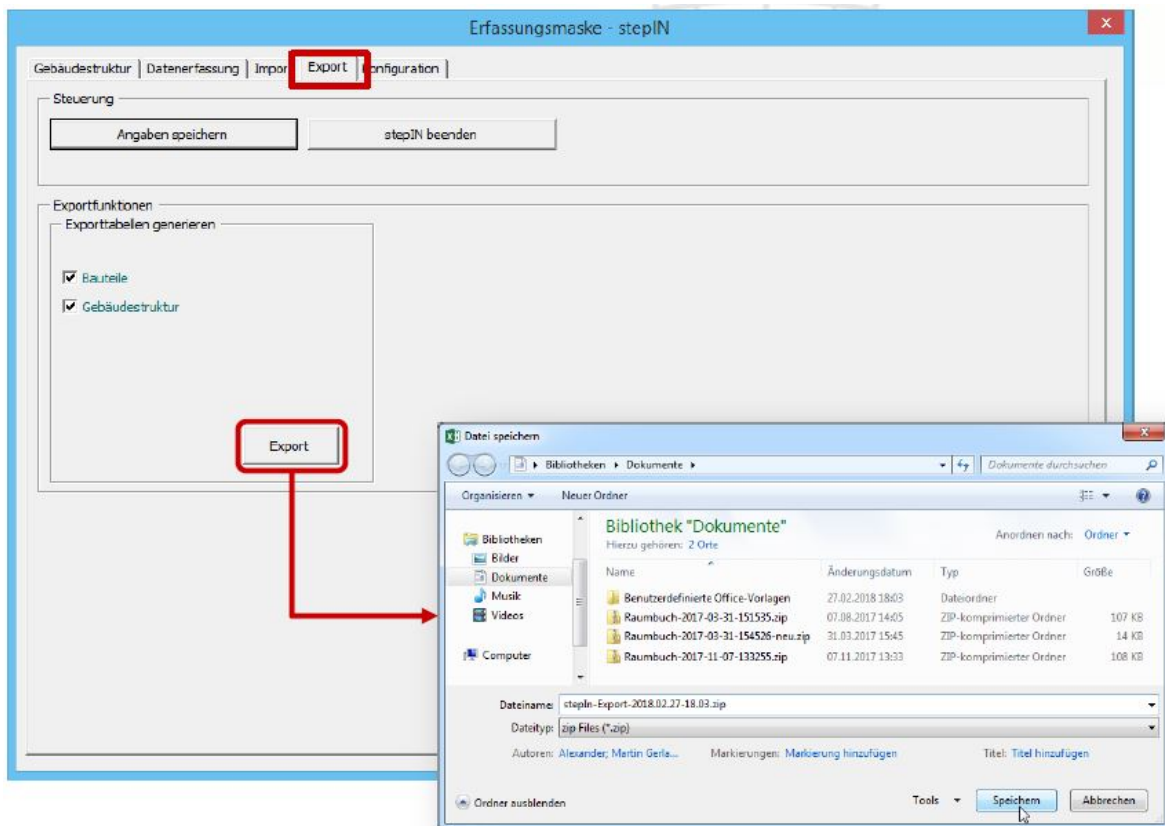 Erfassungsmaske - stepIN
Gebäudestruktur Datenerfassung Impor Export onfiguration
Steuerung
Angaben speichern stepIN beenden
Exportfunktionen
Exporttabellen generieren
Bauteile
Gebäudestruktur
Export
Datei speichern
Bibliotheken Dokumente
Dokumente durchsuchen
Organisieren Neuer Ordner
Bibliotheken
Bilder
Dokumente
Musik
Videos
Computer
Bibliothek "Dokumente"
Hierzu gehören: 2 Orte
Anordnen nach: Ordner
Name Änderungsdatum Typ Größe
Benutzerdefinierte Office-Vorlagen 27.02.2018 18:03 Dateiordner
Raumbuch-2017-03-31-151535.zip 07.08.2017 14:05 ZIP-komprimierter Ordner 107 KB
Raumbuch-2017-03-31-154526-neu.zip 31.03.2017 15:45 ZIP-komprimierter Ordner 14 KB
Raumbuch-2017-11-07-133255.zip 07.11.2017 13:33 ZIP-komprimierter Ordner 108 KB
Dateiname: stepIn-Export-2018.02.27-18.03.zip
Dateityp: zip Files (*.zip)
Autoren: Alexander; Martin Gerla... Markierungen: Markierung hinzufügen Titel: Titel hinzufügen
Ordner ausblenden Tools Speichern Abbrechen